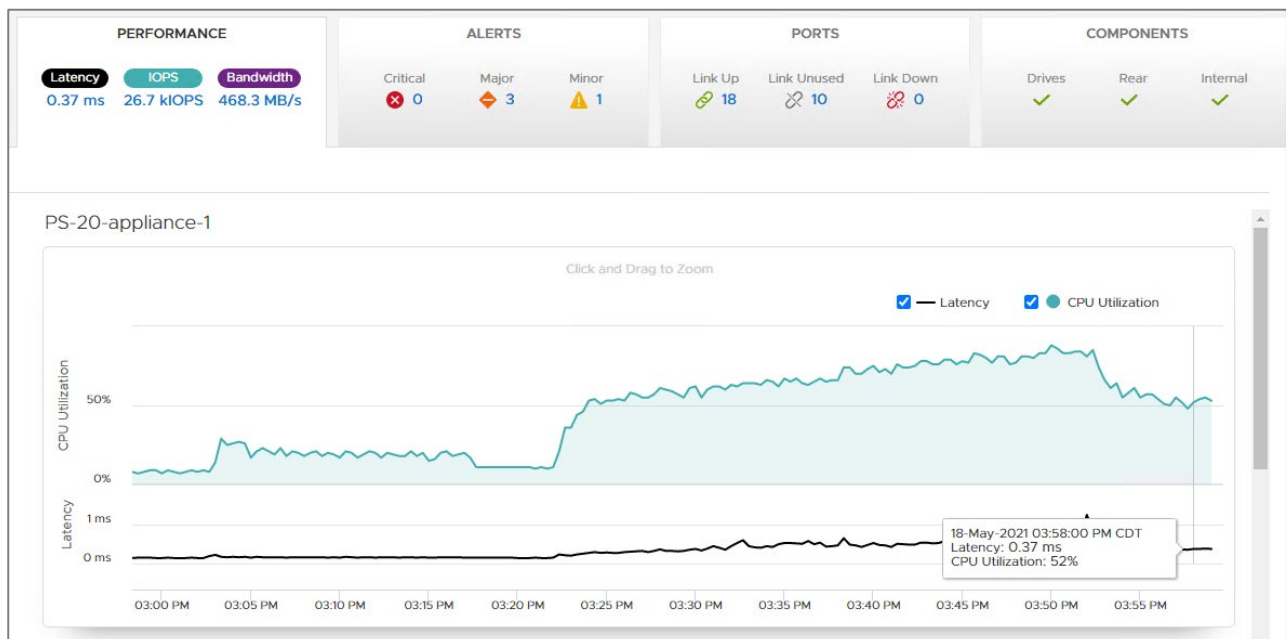 PERFORMANCE
Latency IOPS Bandwidth
0.37 ms 26.7 kIOPS 468.3 MB/s
ALERTS
Critical Major Minor
0 3 1
PORTS
Link Up Link Unused Link Down
18 10 0
COMPONENTS
Drives Rear Internal
PS-20-appliance-1
Click and Drag to Zoom
Latency CPU Utilization
CPU Utilization
50%
0%
Latency
1 ms
0 ms
18-May-2021 03:58:00 PM CDT
Latency: 0.37 ms
CPU Utilization: 52%
03:00 PM 03:05 PM 03:10 PM 03:15 PM 03:20 PM 03:25 PM 03:30 PM 03:35 PM 03:40 PM 03:45 PM 03:50 PM 03:55 PM